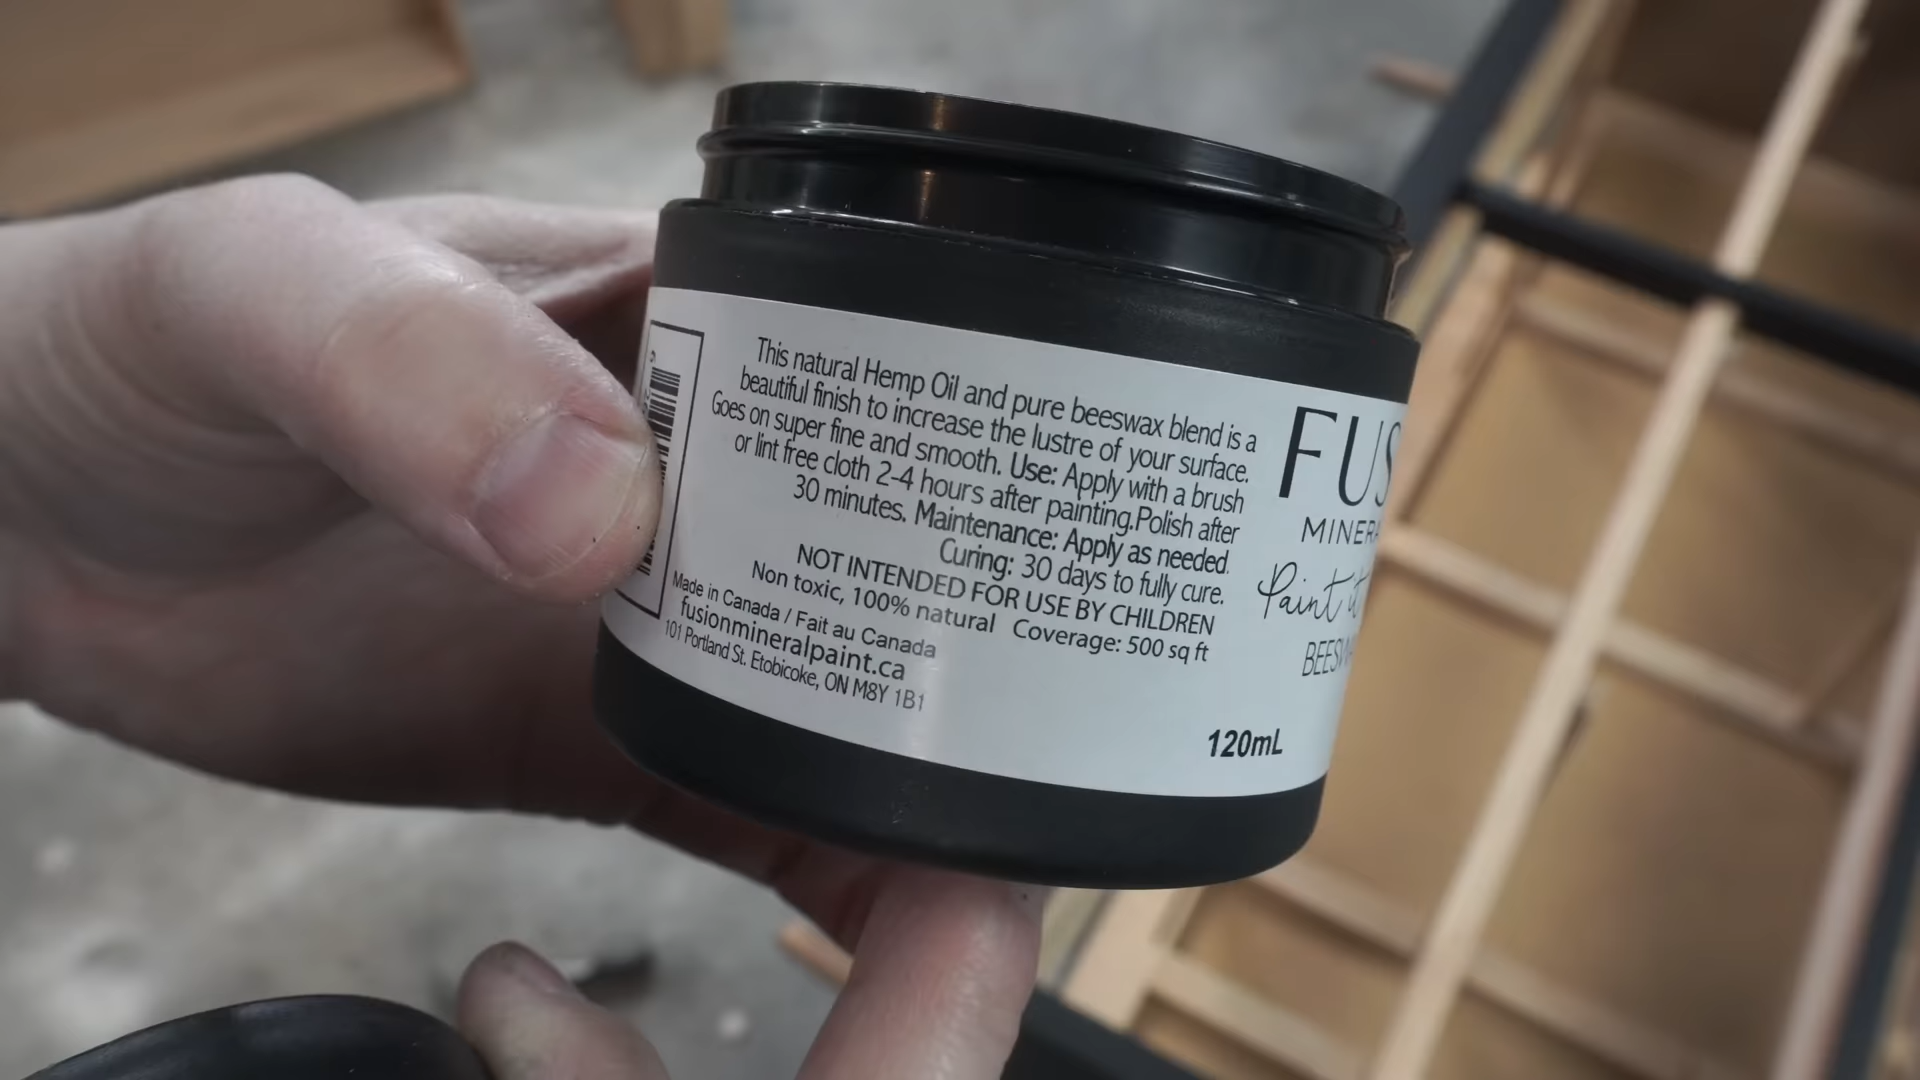 This natural Hemp Oil and pure beeswax blend is a
beautiful finish to increase the lustre of your surface.
Goes on super fine and smooth. Use: Apply with a brush
or lint free cloth 2-4 hours after painting.Polish after
30 minutes. Maintenance: Apply as needed.
Curing: 30 days to fully cure.
NOT INTENDED FOR USE BY CHILDREN
Non toxic, 100% natural Coverage: 500 sq ft
Made in Canada / Fait au Canada
fusionmineralpaint.ca
101 Portland St. Etobicoke, ON M8Y 1B1
FUS
MINERA
Paint it
BEESW
120mL